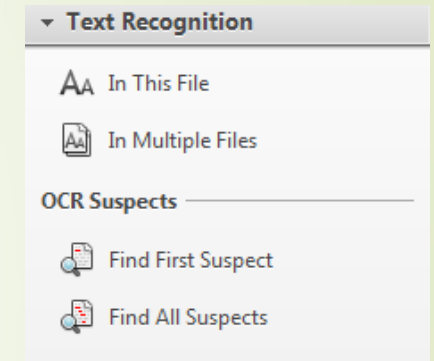 Text Recognition
In This File
In Multiple Files
OCR Suspects
Find First Suspect
Find All Suspects